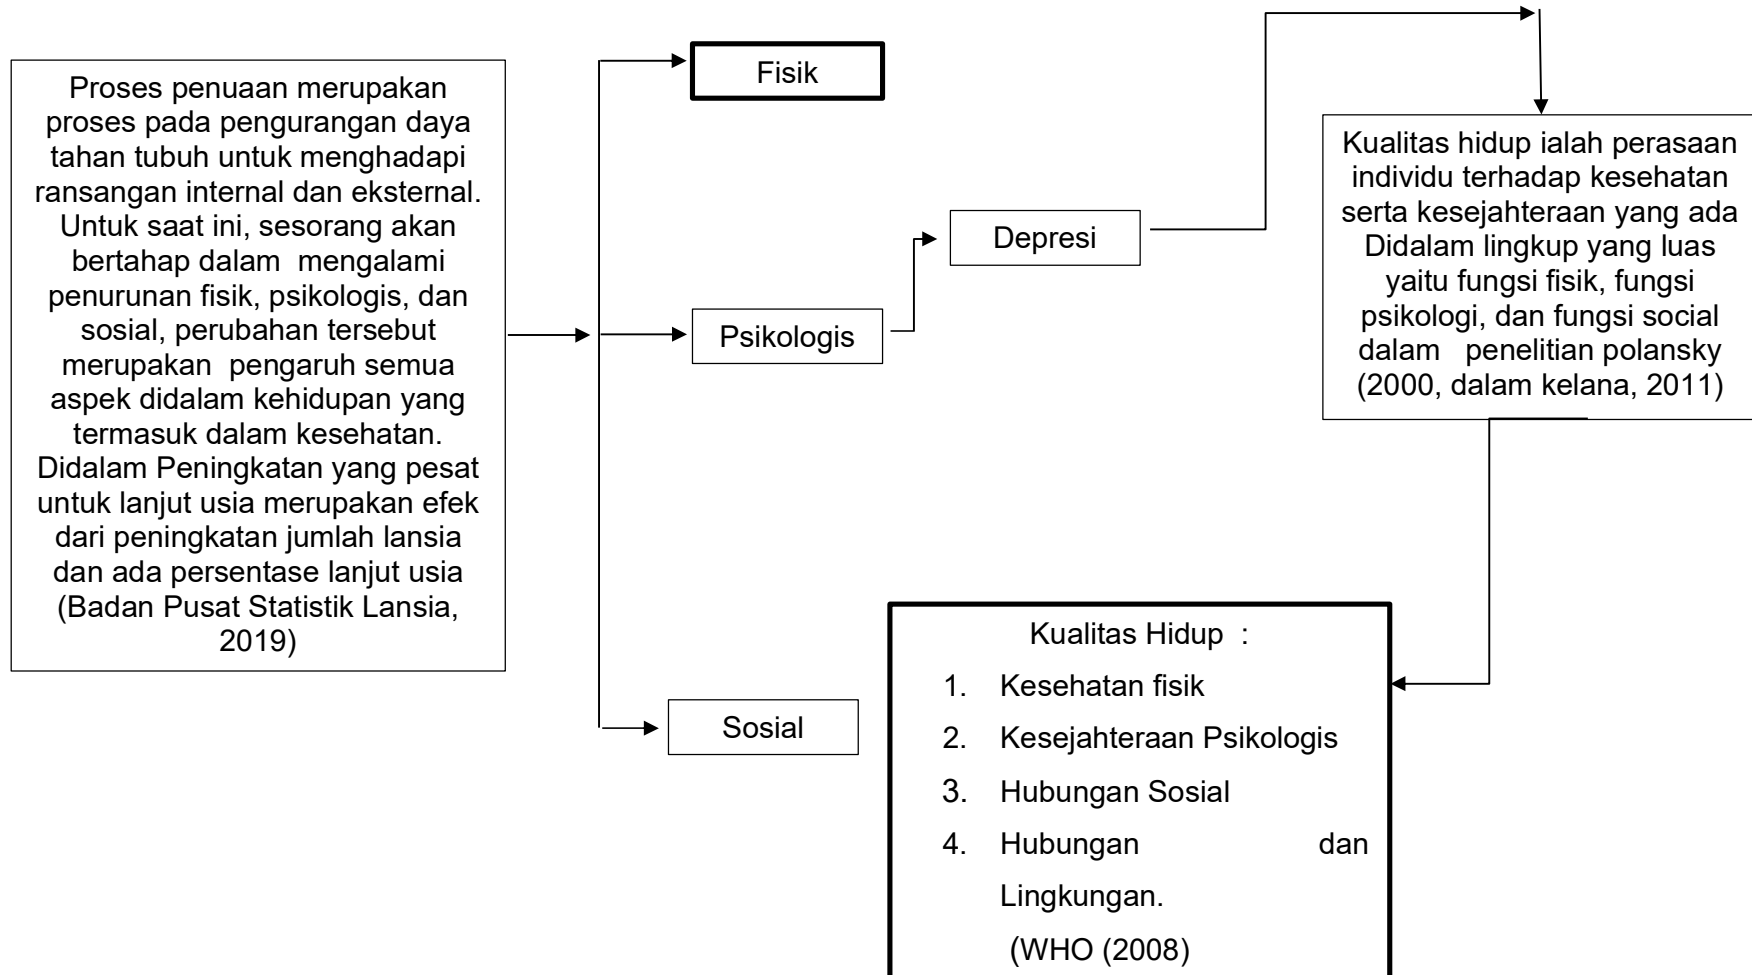 Proses penuaan merupakan
proses pada pengurangan daya
tahan tubuh untuk menghadapi
ransangan internal dan eksternal.
Untuk saat ini, sesorang akan
bertahap dalam mengalami
penurunan fisik, psikologis, dan
sosial, perubahan tersebut
merupakan pengaruh semua
aspek didalam kehidupan yang
termasuk dalam kesehatan.
Didalam Peningkatan yang pesat
untuk lanjut usia merupakan efek
dari peningkatan jumlah lansia
dan ada persentase lanjut usia
(Badan Pusat Statistik Lansia,
2019)
Fisik
Psikologis
Sosial
Depresi
Kualitas hidup ialah perasaan
individu terhadap kesehatan
serta kesejahteraan yang ada
Didalam lingkup yang luas
yaitu fungsi fisik, fungsi
psikologi, dan fungsi social
dalam penelitian polansky
(2000, dalam kelana, 2011)
Kualitas Hidup :
1. Kesehatan fisik
2. Kesejahteraan Psikologis
3. Hubungan Sosial
4. Hubungan dan
Lingkungan.
(WHO (2008)